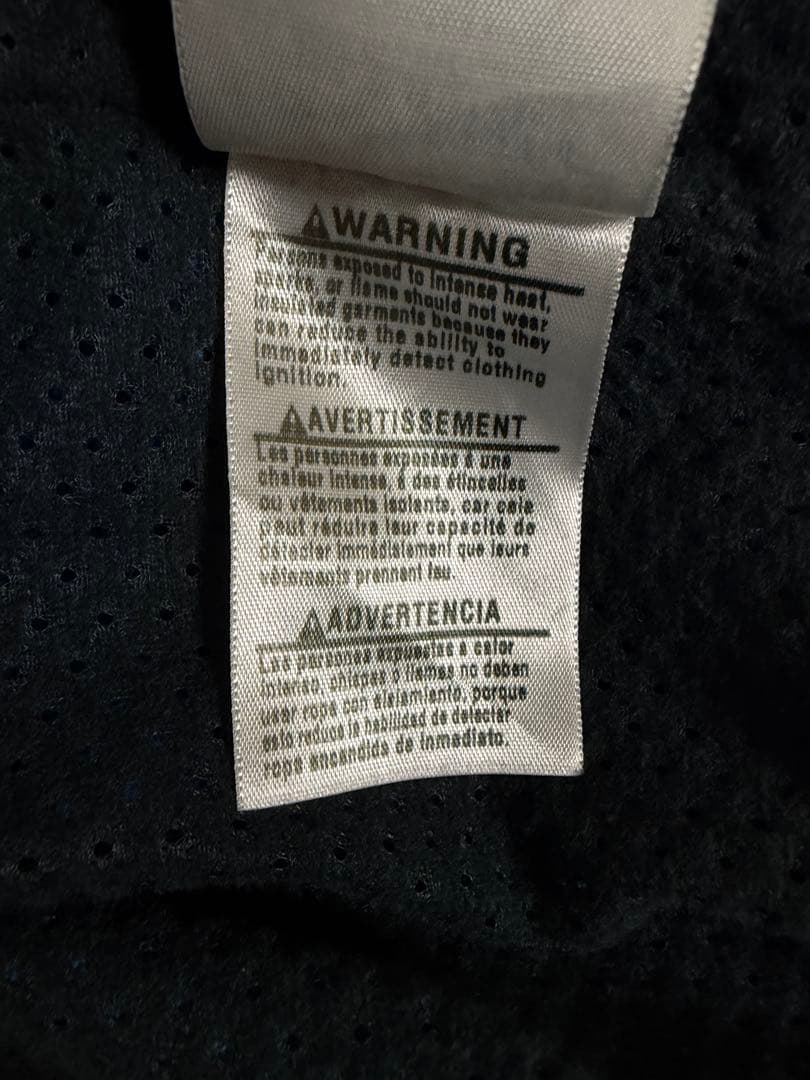 ⚠WARNING
Persons exposed to intense heat,
sparks, or flame should not wear
insulated garments because they
can reduce the ability to
immediately detect clothing
ignition.
⚠AVERTISSEMENT
Les personnes exposées à une
chaleur intense, à des étincelles
ou vêtements isolants, car cela
peut réduire leur capacité de
détecter immédiatement que leurs
vêtements prennent feu.
⚠ADVERTENCIA
Las personas expuestas a calor
intenso, chispas o llamas no deben
usar ropa con aislamiento, porque
esto reduce la habilidad de detectar
ropa encendida de inmediato.